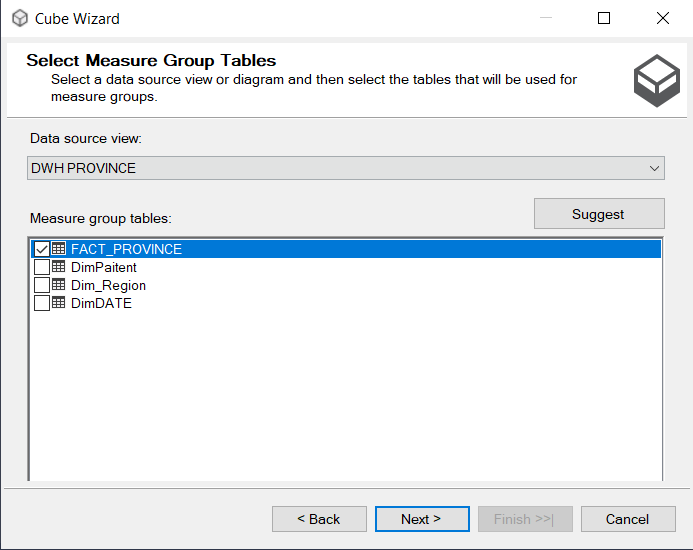 Cube Wizard
Select Measure Group Tables
Select a data source view or diagram and then select the tables that will be used for
measure groups.
Data source view:
DWH PROVINCE
Suggest
Measure group tables:
FACT_PROVINCE
DimPaitent
Dim_Region
DimDATE
< Back
Next >
Finish >>|
Cancel